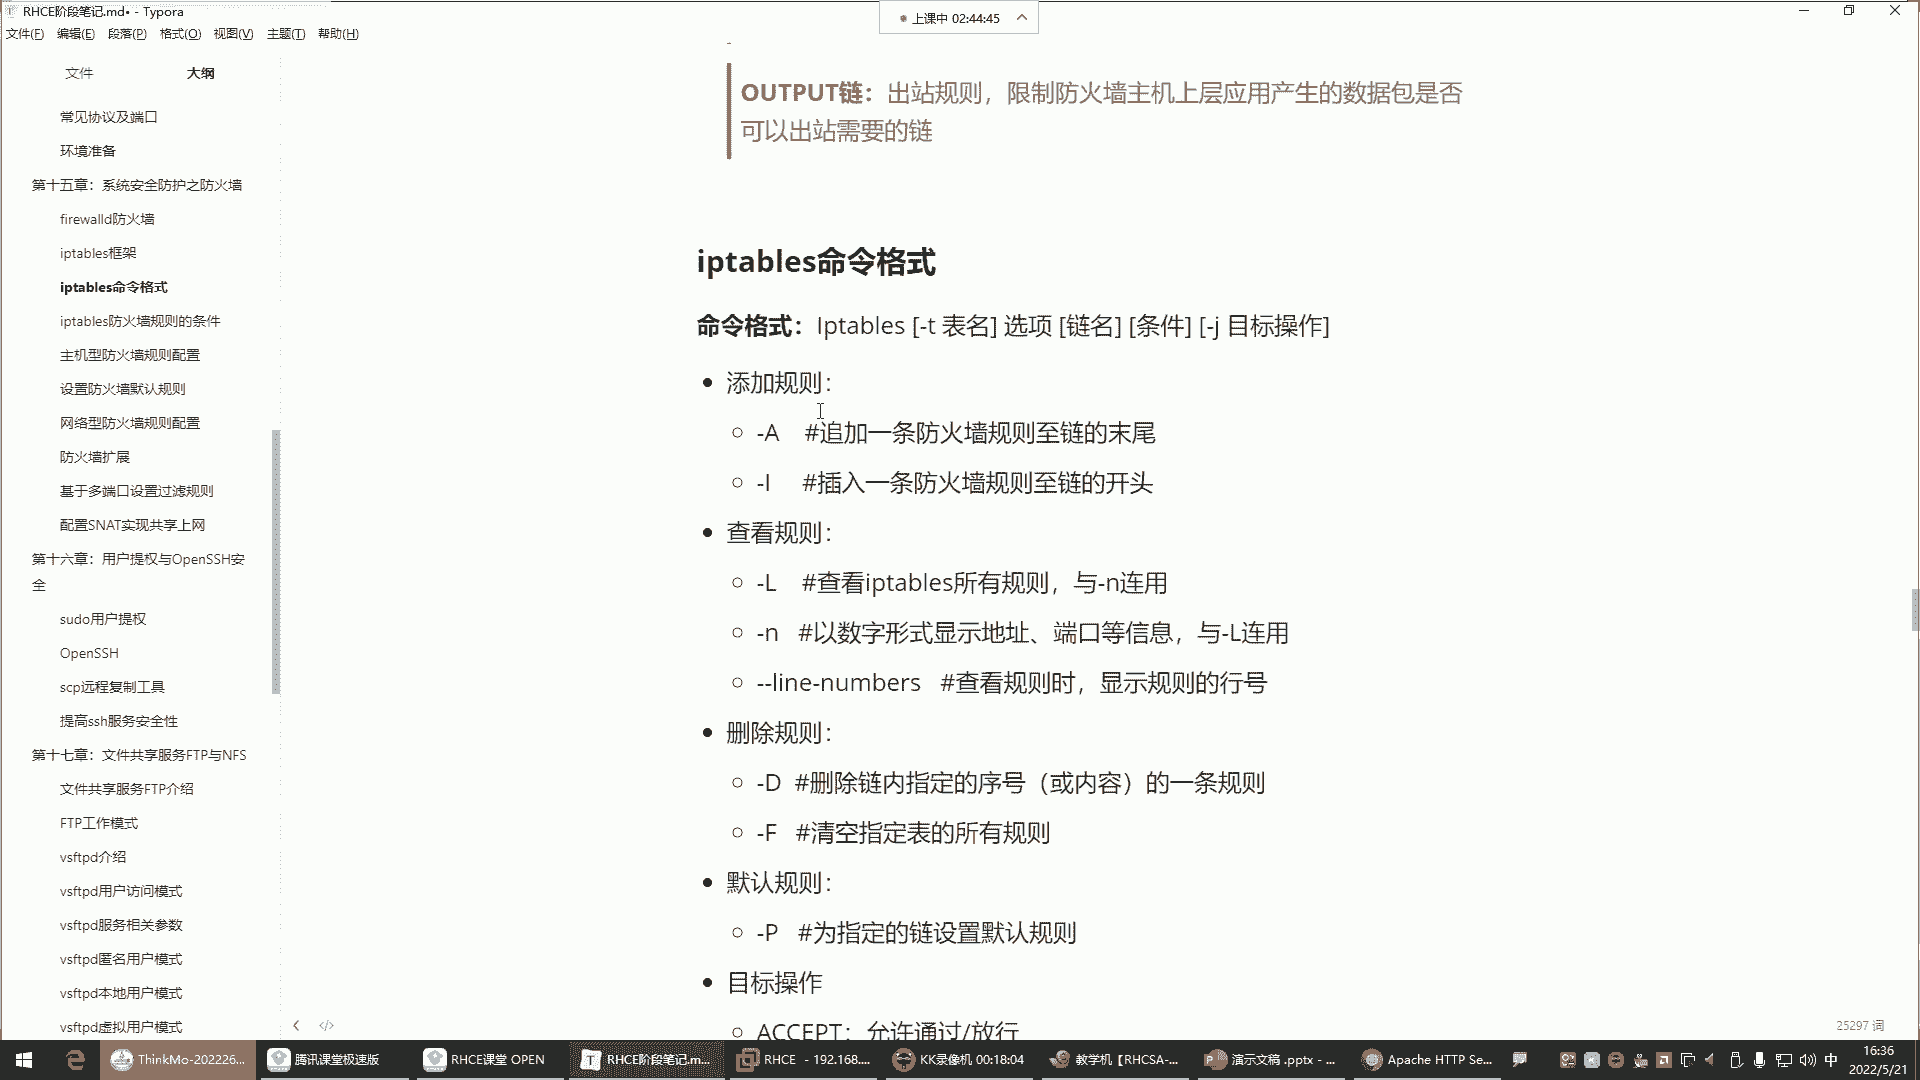 RHCE阶段笔记.md• - Typora
上课中 02:44:45
文件(F) 编辑(E) 段落(P) 格式(O) 视图(V) 主题(T) 帮助(H)
文件 大纲
常见协议及端口
环境准备
第十五章：系统安全防护之防火墙
firewalld防火墙
iptables框架
iptables命令格式
iptables防火墙规则的条件
主机型防火墙规则配置
设置防火墙默认规则
网络型防火墙规则配置
防火墙扩展
基于多端口设置过滤规则
配置SNAT实现共享上网
第十六章：用户提权与OpenSSH安
全
sudo用户提权
OpenSSH
scp远程复制工具
提高ssh服务安全性
第十七章：文件共享服务FTP与NFS
文件共享服务FTP介绍
FTP工作模式
vsftpd介绍
vsftpd用户访问模式
vsftpd服务相关参数
vsftpd匿名用户模式
vsftpd本地用户模式
vsftpd虚拟用户模式
OUTPUT链：出站规则，限制防火墙主机上层应用产生的数据包是否
可以出站需要的链
iptables命令格式
命令格式：Iptables [-t 表名] 选项 [链名] [条件] [-j 目标操作]
添加规则：
-A #追加一条防火墙规则至链的末尾
-I #插入一条防火墙规则至链的开头
查看规则：
-L #查看iptables所有规则，与-n连用
-n #以数字形式显示地址、端口等信息，与-L连用
--line-numbers #查看规则时，显示规则的行号
删除规则：
-D #删除链内指定的序号（或内容）的一条规则
-F #清空指定表的所有规则
默认规则：
-P #为指定的链设置默认规则
目标操作
ACCEPT：允许通过/放行
25297 词
ThinkMo-202226...
腾讯课堂极速版
RHCE课堂 OPEN
RHCE阶段笔记.m...
RHCE - 192.168....
KK录像机 00:18:04
教学机【RHCSA-...
演示文稿 .pptx - ...
Apache HTTP Se...
中
16:36
2022/5/21